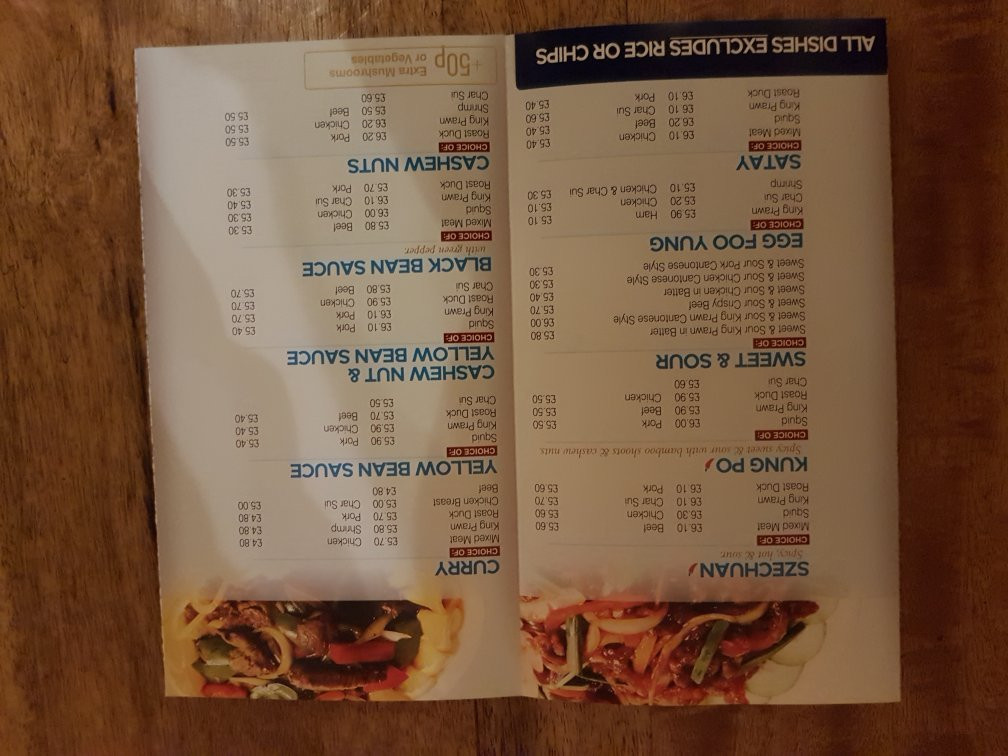 SZECHUAN
Spicy, hot & sour.
CHOICE OF:
Mixed Meat £6.10 Beef £5.60
Squid £6.30 Chicken £5.60
King Prawn £6.10 Char Sui £5.70
Roast Duck £6.10 Pork £5.60
KUNG PO
Spicy sweet & sour with bamboo shoots & cashew nuts
CHOICE OF:
Squid £6.00 Pork £5.50
King Prawn £5.90 Beef £5.50
Roast Duck £5.90 Chicken £5.50
Char Sui £5.60
SWEET & SOUR
CHOICE OF:
Sweet & Sour King Prawn in Batter £5.80
Sweet & Sour King Prawn Cantonese Style £6.00
Sweet & Sour Crispy Beef £5.70
Sweet & Sour Chicken in Batter £5.40
Sweet & Sour Chicken Cantonese Style £5.30
Sweet & Sour Pork Cantonese Style £5.30
EGG FOO YUNG
CHOICE OF:
King Prawn £5.90 Ham £5.10
Char Sui £5.20 Chicken £5.10
Shrimp £5.10 Chicken & Char Sui £5.30
SATAY
CHOICE OF:
Mixed Meat £6.10 Chicken £5.40
Squid £6.10 Beef £5.40
King Prawn £6.10 Char Sui £5.60
Roast Duck £6.10 Pork £5.40
ALL DISHES EXCLUDES RICE OR CHIPS
CURRY
CHOICE OF:
Mixed Meat £5.70 Chicken £4.80
King Prawn £5.80 Shrimp £4.80
Roast Duck £5.70 Pork £4.80
Chicken Breast £5.00 Char Sui £5.00
Beef £4.80
YELLOW BEAN SAUCE
CHOICE OF:
Squid £5.90 Pork £5.40
King Prawn £5.90 Chicken £5.40
Roast Duck £5.70 Beef £5.40
Char Sui £5.50
CASHEW NUT &
YELLOW BEAN SAUCE
CHOICE OF:
Squid £6.10 Pork £5.40
King Prawn £6.10 Pork £5.70
Roast Duck £5.90 Chicken £5.70
Char Sui £5.80 Beef £5.70
BLACK BEAN SAUCE
with green pepper.
CHOICE OF:
Mixed Meat £5.80 Beef £5.30
Squid £6.00 Chicken £5.30
King Prawn £6.10 Char Sui £5.40
Roast Duck £5.70 Pork £5.30
CASHEW NUTS
CHOICE OF:
Roast Duck £6.20 Pork £5.50
King Prawn £6.20 Chicken £5.50
Shrimp £5.50 Beef £5.50
Char Sui £5.60
+50p Extra Mushrooms
or Vegetables